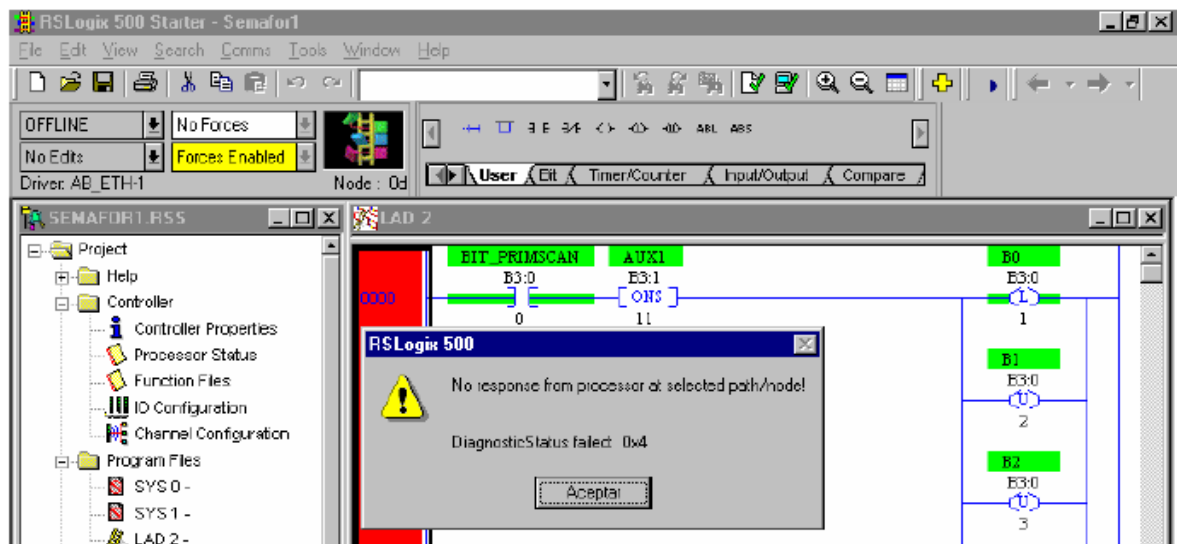 RSLogix 500 Starter - Semafor1
File Edit View Search Comms Tools Window Help
OFFLINE No Forces
No Edits Forces Enabled
Driver: AB_ETH-1 Node : 0d
ABL ABS
User Bit Timer/Counter Input/Output Compare
SEMAFOR1.RSS
LAD 2
Project
Help
Controller
Controller Properties
Processor Status
Function Files
IO Configuration
Channel Configuration
Program Files
SYS 0 -
SYS 1 -
LAD 2 -
0000
BIT_PRIMSCAN AUX1 B0
B3:0 B3:1 B3:0
ONS L
0 11 1
B1
B3:0
U
2
B2
B3:0
U
3
RSLogix 500
No response from processor at selected path/node!
DiagnosticStatus failed: 0x4
Aceptar